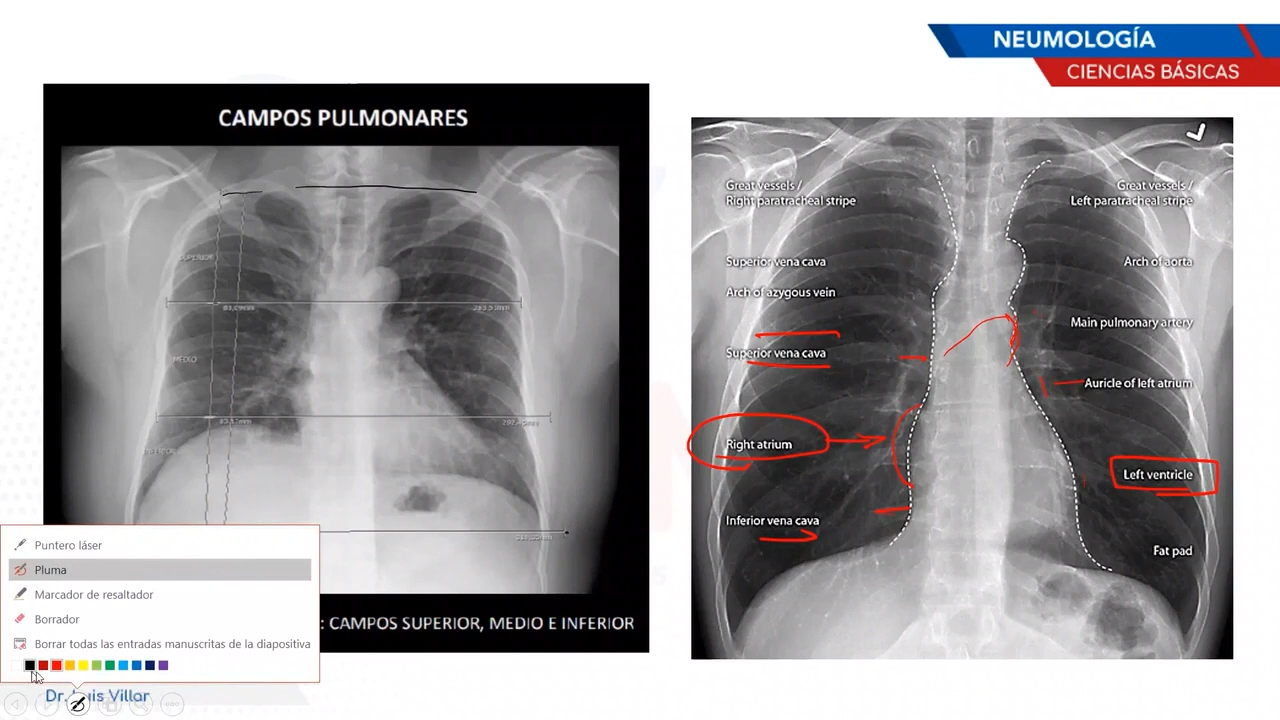 NEUMOLOGÍA
CIENCIAS BÁSICAS
CAMPOS PULMONARES
SUPERIOR
MEDIO
: CAMPOS SUPERIOR, MEDIO E INFERIOR
Great vessels /
Right paratracheal stripe
Superior vena cava
Arch of azygous vein
Superior vena cava
Right atrium
Inferior vena cava
Great vessels /
Left paratracheal stripe
Arch of aorta
Main pulmonary artery
Auricle of left atrium
Left ventricle
Fat pad
Puntero láser
Pluma
Marcador de resaltador
Borrador
Borrar todas las entradas manuscritas de la diapositiva
Dr. Luis Villar